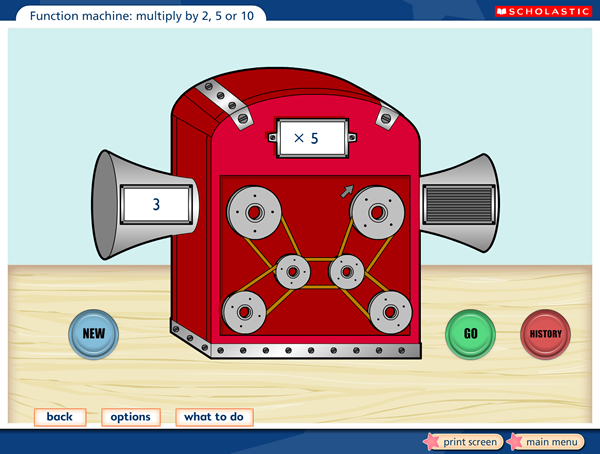 Function machine: multiply by 2, 5 or 10
SCHOLASTIC
× 5
3
NEW
GO
HISTORY
back
options
what to do
print screen
main menu